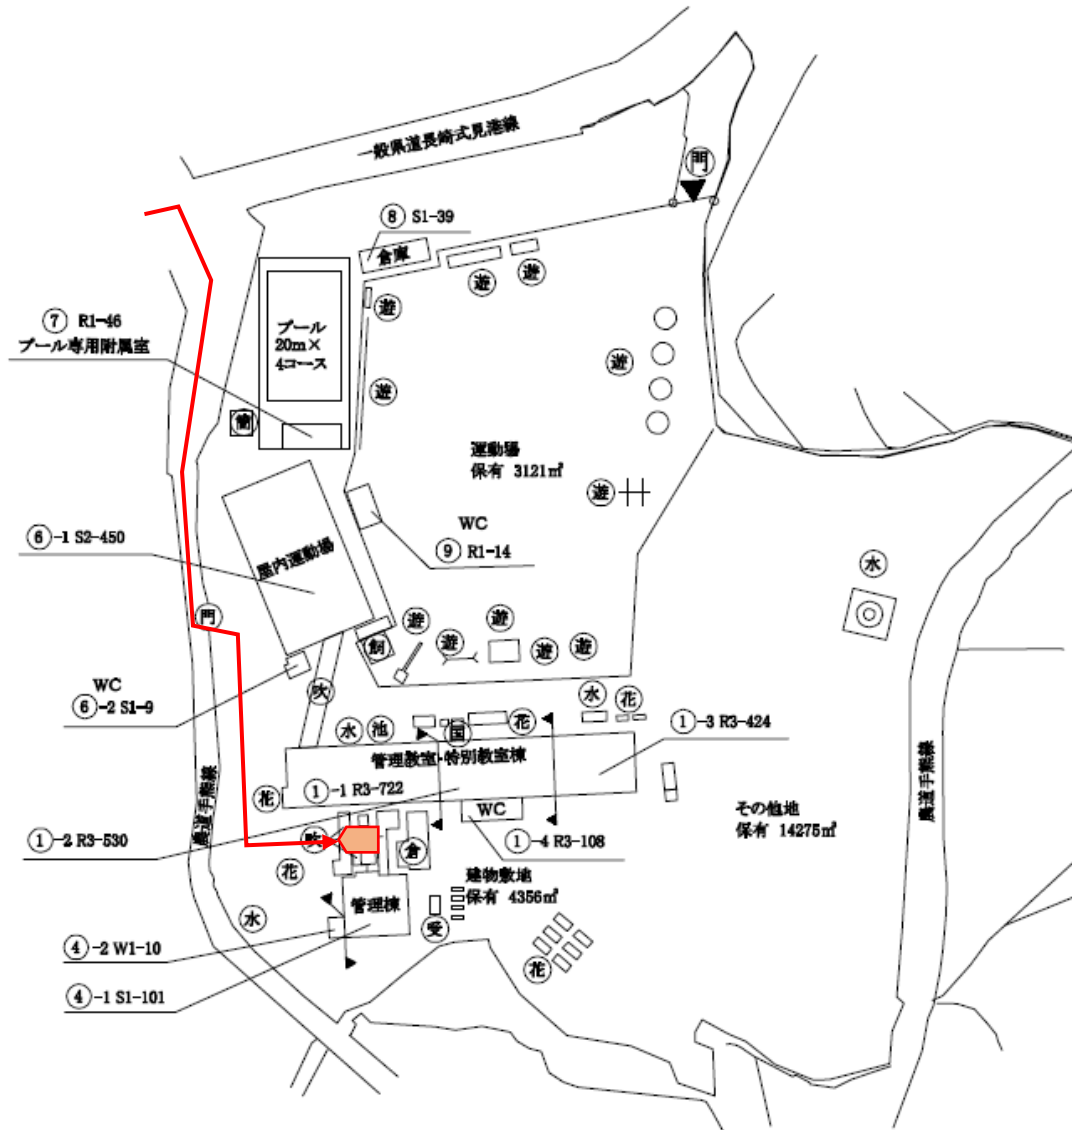 一般県道長崎式見港線
門
⑧ S1-39
倉庫
遊
遊
遊
⑦ R1-46
プール専用附属室
プール
20m×
4コース
遊
遊
運動場
保有 3121㎡
遊
WC
⑨ R1-14
⑥-1 S2-450
屋内運動場
水
門
飼
遊
遊
遊
遊
遊
WC
⑥-2 S1-9
吹
水
池
国
花
水
花
①-3 R3-424
管理教室・特別教室棟
①-1 R3-722
花
WC
農道手熊線
農道手熊線
その他地
保有 14275㎡
①-2 R3-530
吹
倉
①-4 R3-108
花
建物敷地
保有 4356㎡
管理棟
水
受
④-2 W1-10
花
④-1 S1-101